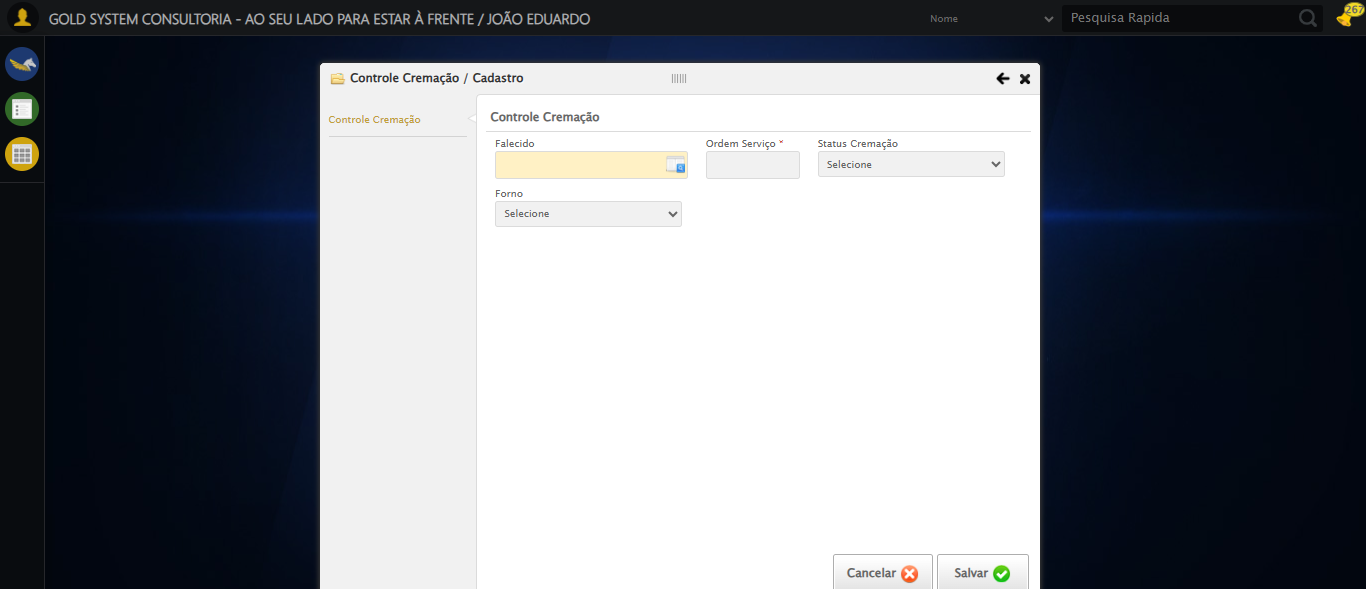 GOLD SYSTEM CONSULTORIA - AO SEU LADO PARA ESTAR À FRENTE / JOÃO EDUARDO
Nome
Pesquisa Rapida
267
Controle Cremação / Cadastro
Controle Cremação
Controle Cremação
Falecido
Ordem Serviço *
Status Cremação
Selecione
Forno
Selecione
Cancelar
Salvar